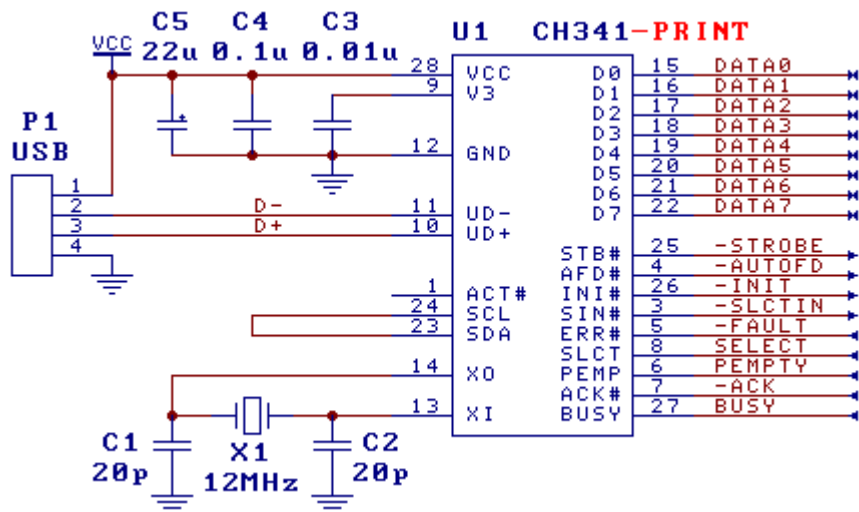 C5 C4 C3 U1 CH341-PRINT
VCC 22u 0.1u 0.01u
28 VCC D0 15 DATA0
9 V3 D1 16 DATA1
D2 17 DATA2
P1 D3 18 DATA3
USB 12 GND D4 19 DATA4
D5 20 DATA5
1 D6 21 DATA6
2 D- 11 UD- D7 22 DATA7
3 D+ 10 UD+
4 STB# 25 -STROBE
AFD# 4 -AUTOFD
1 ACT# INI# 26 -INIT
24 SCL SIN# 3 -SLCTIN
23 SDA ERR# 5 -FAULT
SLCT 8 SELECT
14 XO PEMP 6 PEMPTY
ACK# 7 -ACK
13 XI BUSY 27 BUSY
C1 X1 C2
20p 12MHz 20p